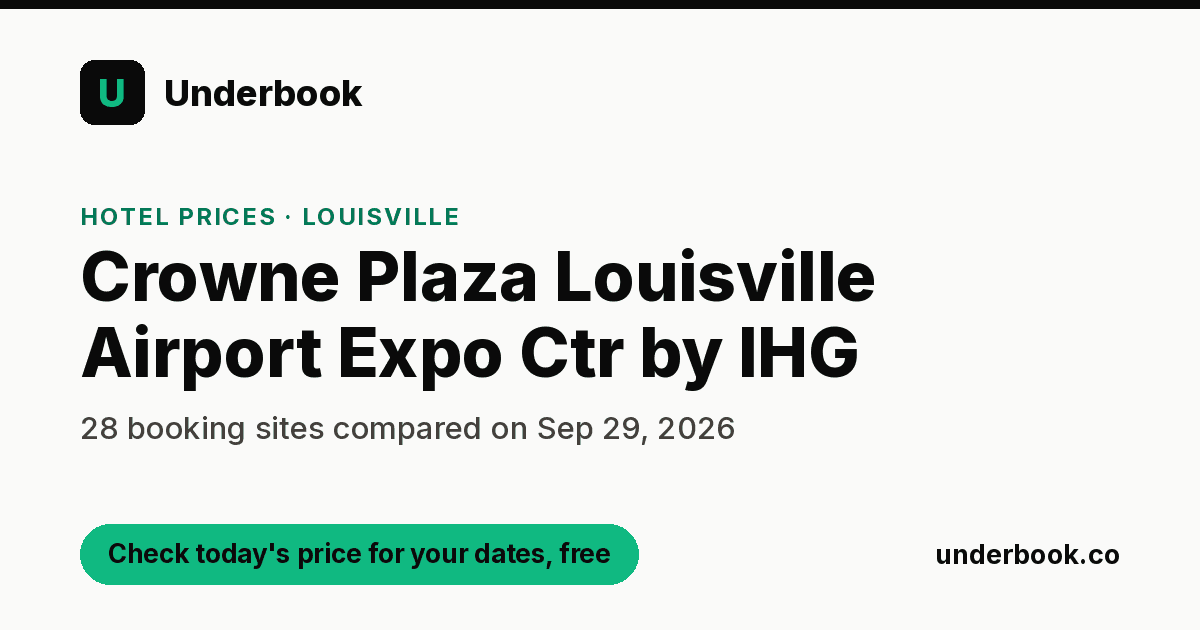 U Underbook
HOTEL PRICES · LOUISVILLE
Crowne Plaza Louisville
Airport Expo Ctr by IHG
28 booking sites compared on Sep 29, 2026
Check today's price for your dates, free
underbook.co